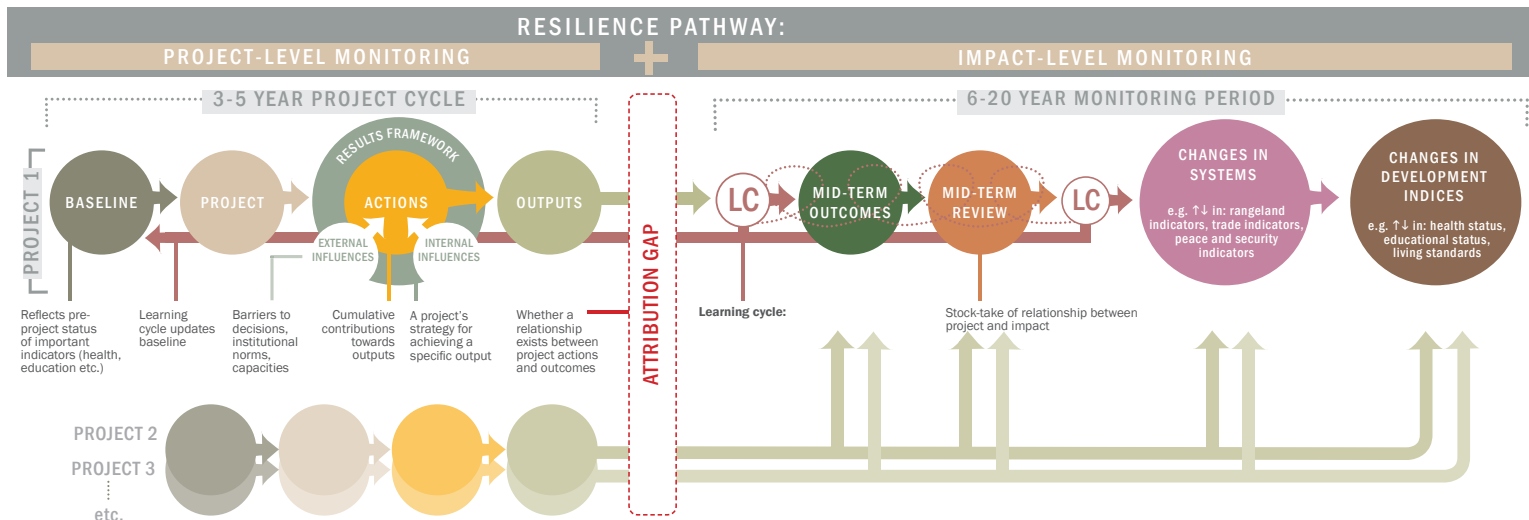 RESILIENCE PATHWAY:
PROJECT-LEVEL MONITORING
+
IMPACT-LEVEL MONITORING
3-5 YEAR PROJECT CYCLE
6-20 YEAR MONITORING PERIOD
PROJECT 1
BASELINE
PROJECT
RESULTS FRAMEWORK
ACTIONS
EXTERNAL
INFLUENCES
INTERNAL
INFLUENCES
OUTPUTS
ATTRIBUTION GAP
LC
MID-TERM
OUTCOMES
MID-TERM
REVIEW
LC
CHANGES IN
SYSTEMS
e.g. ↑↓ in: rangeland
indicators, trade indicators,
peace and security
indicators
CHANGES IN
DEVELOPMENT
INDICES
e.g. ↑↓ in: health status,
educational status,
living standards
Reflects pre-
project status
of important
indicators (health,
education etc.)
Learning
cycle updates
baseline
Barriers to
decisions,
institutional
norms,
capacities
Cumulative
contributions
towards
outputs
A project's
strategy for
achieving a
specific output
Whether a
relationship
exists between
project actions
and outcomes
Learning cycle:
Stock-take of relationship between
project and impact
PROJECT 2
PROJECT 3
etc.